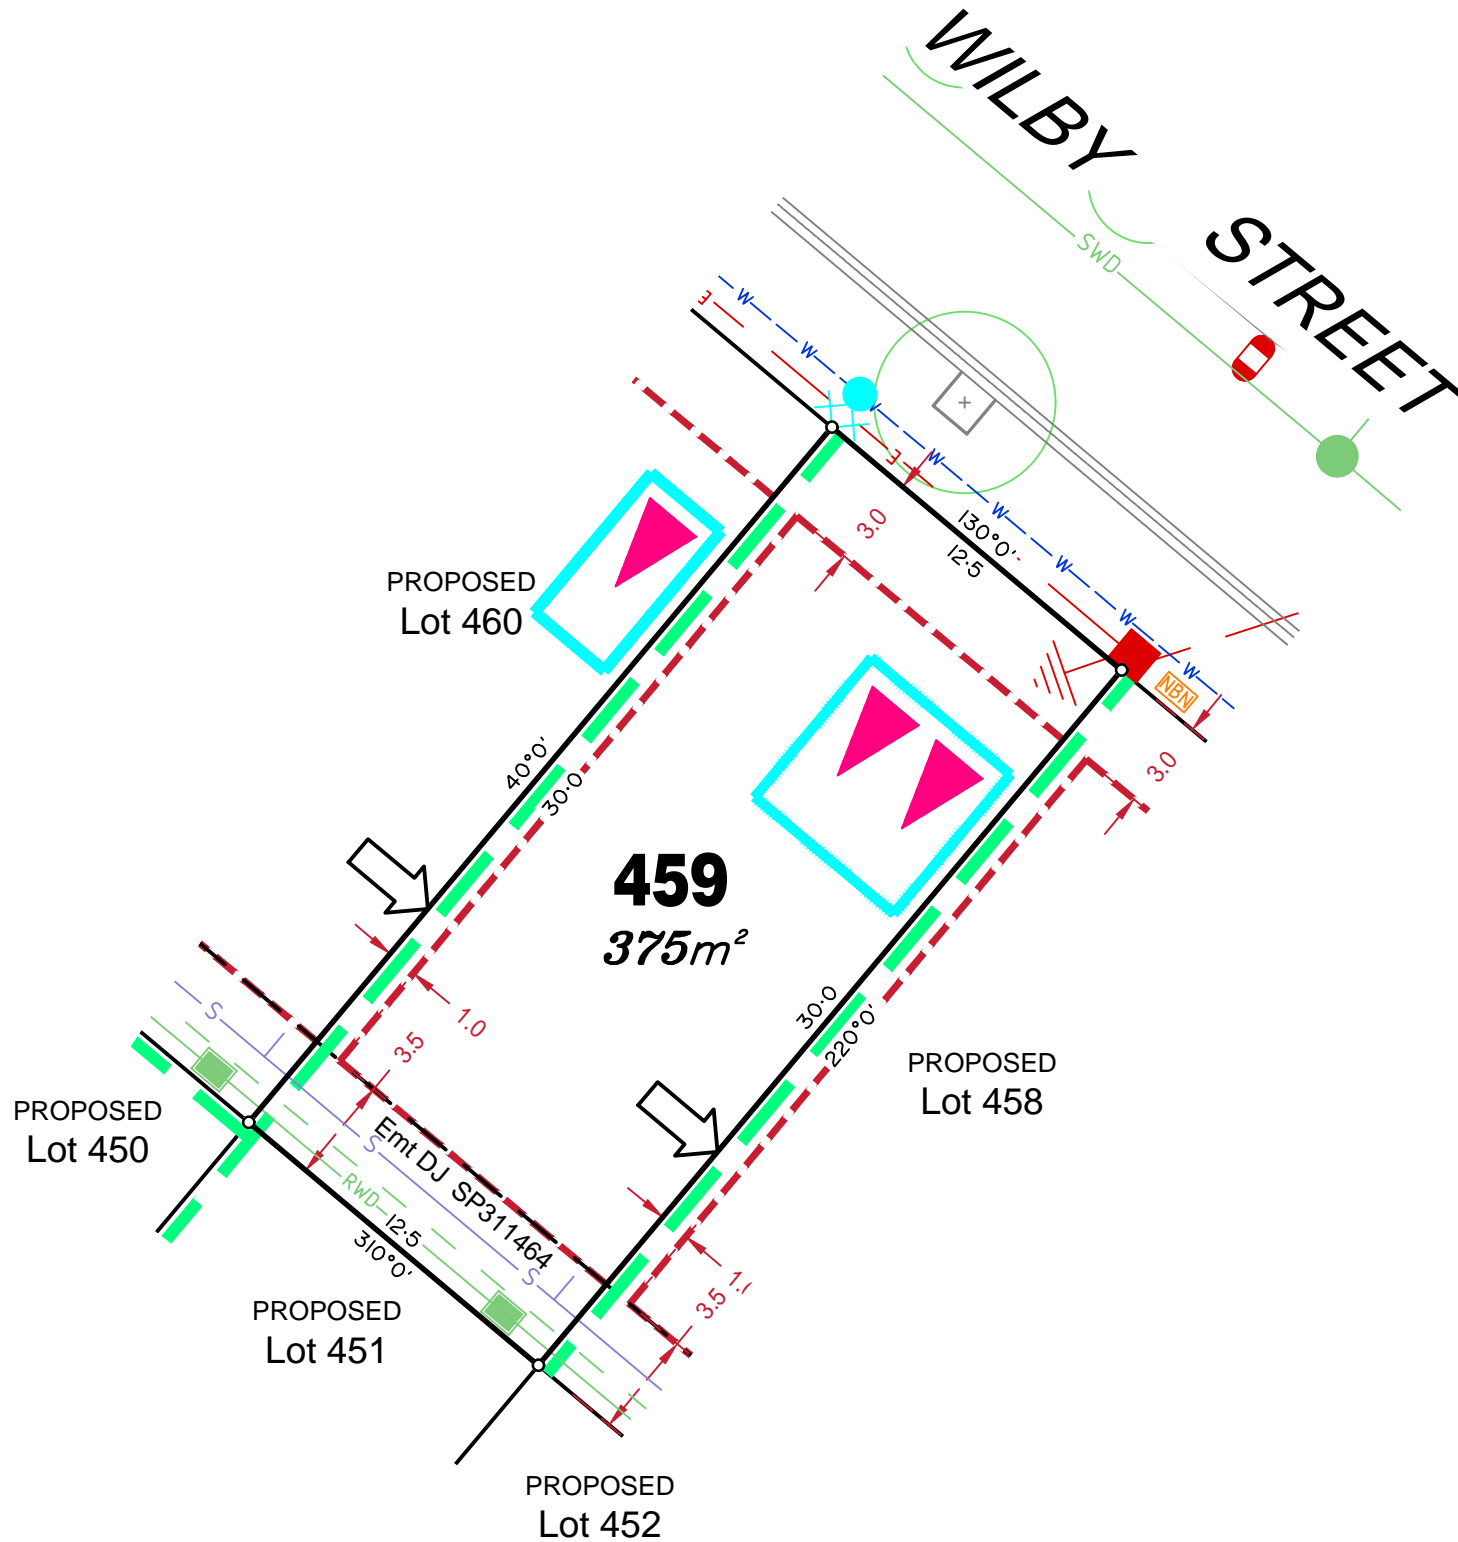 WILBY STREET
SWD
W
E
W
W
E
W
3.0
W
130°0'
12·5
W
PROPOSED
Lot 460
W
W
NBN
3.0
40°0'
30·0
459
375m²
S
1.0
3.5
30·0
220°0'
PROPOSED
Lot 458
PROPOSED
Lot 450
S
Emt DJ SP311464
RWD
12·5
310°0'
S
1.
3.5
PROPOSED
Lot 451
PROPOSED
Lot 452